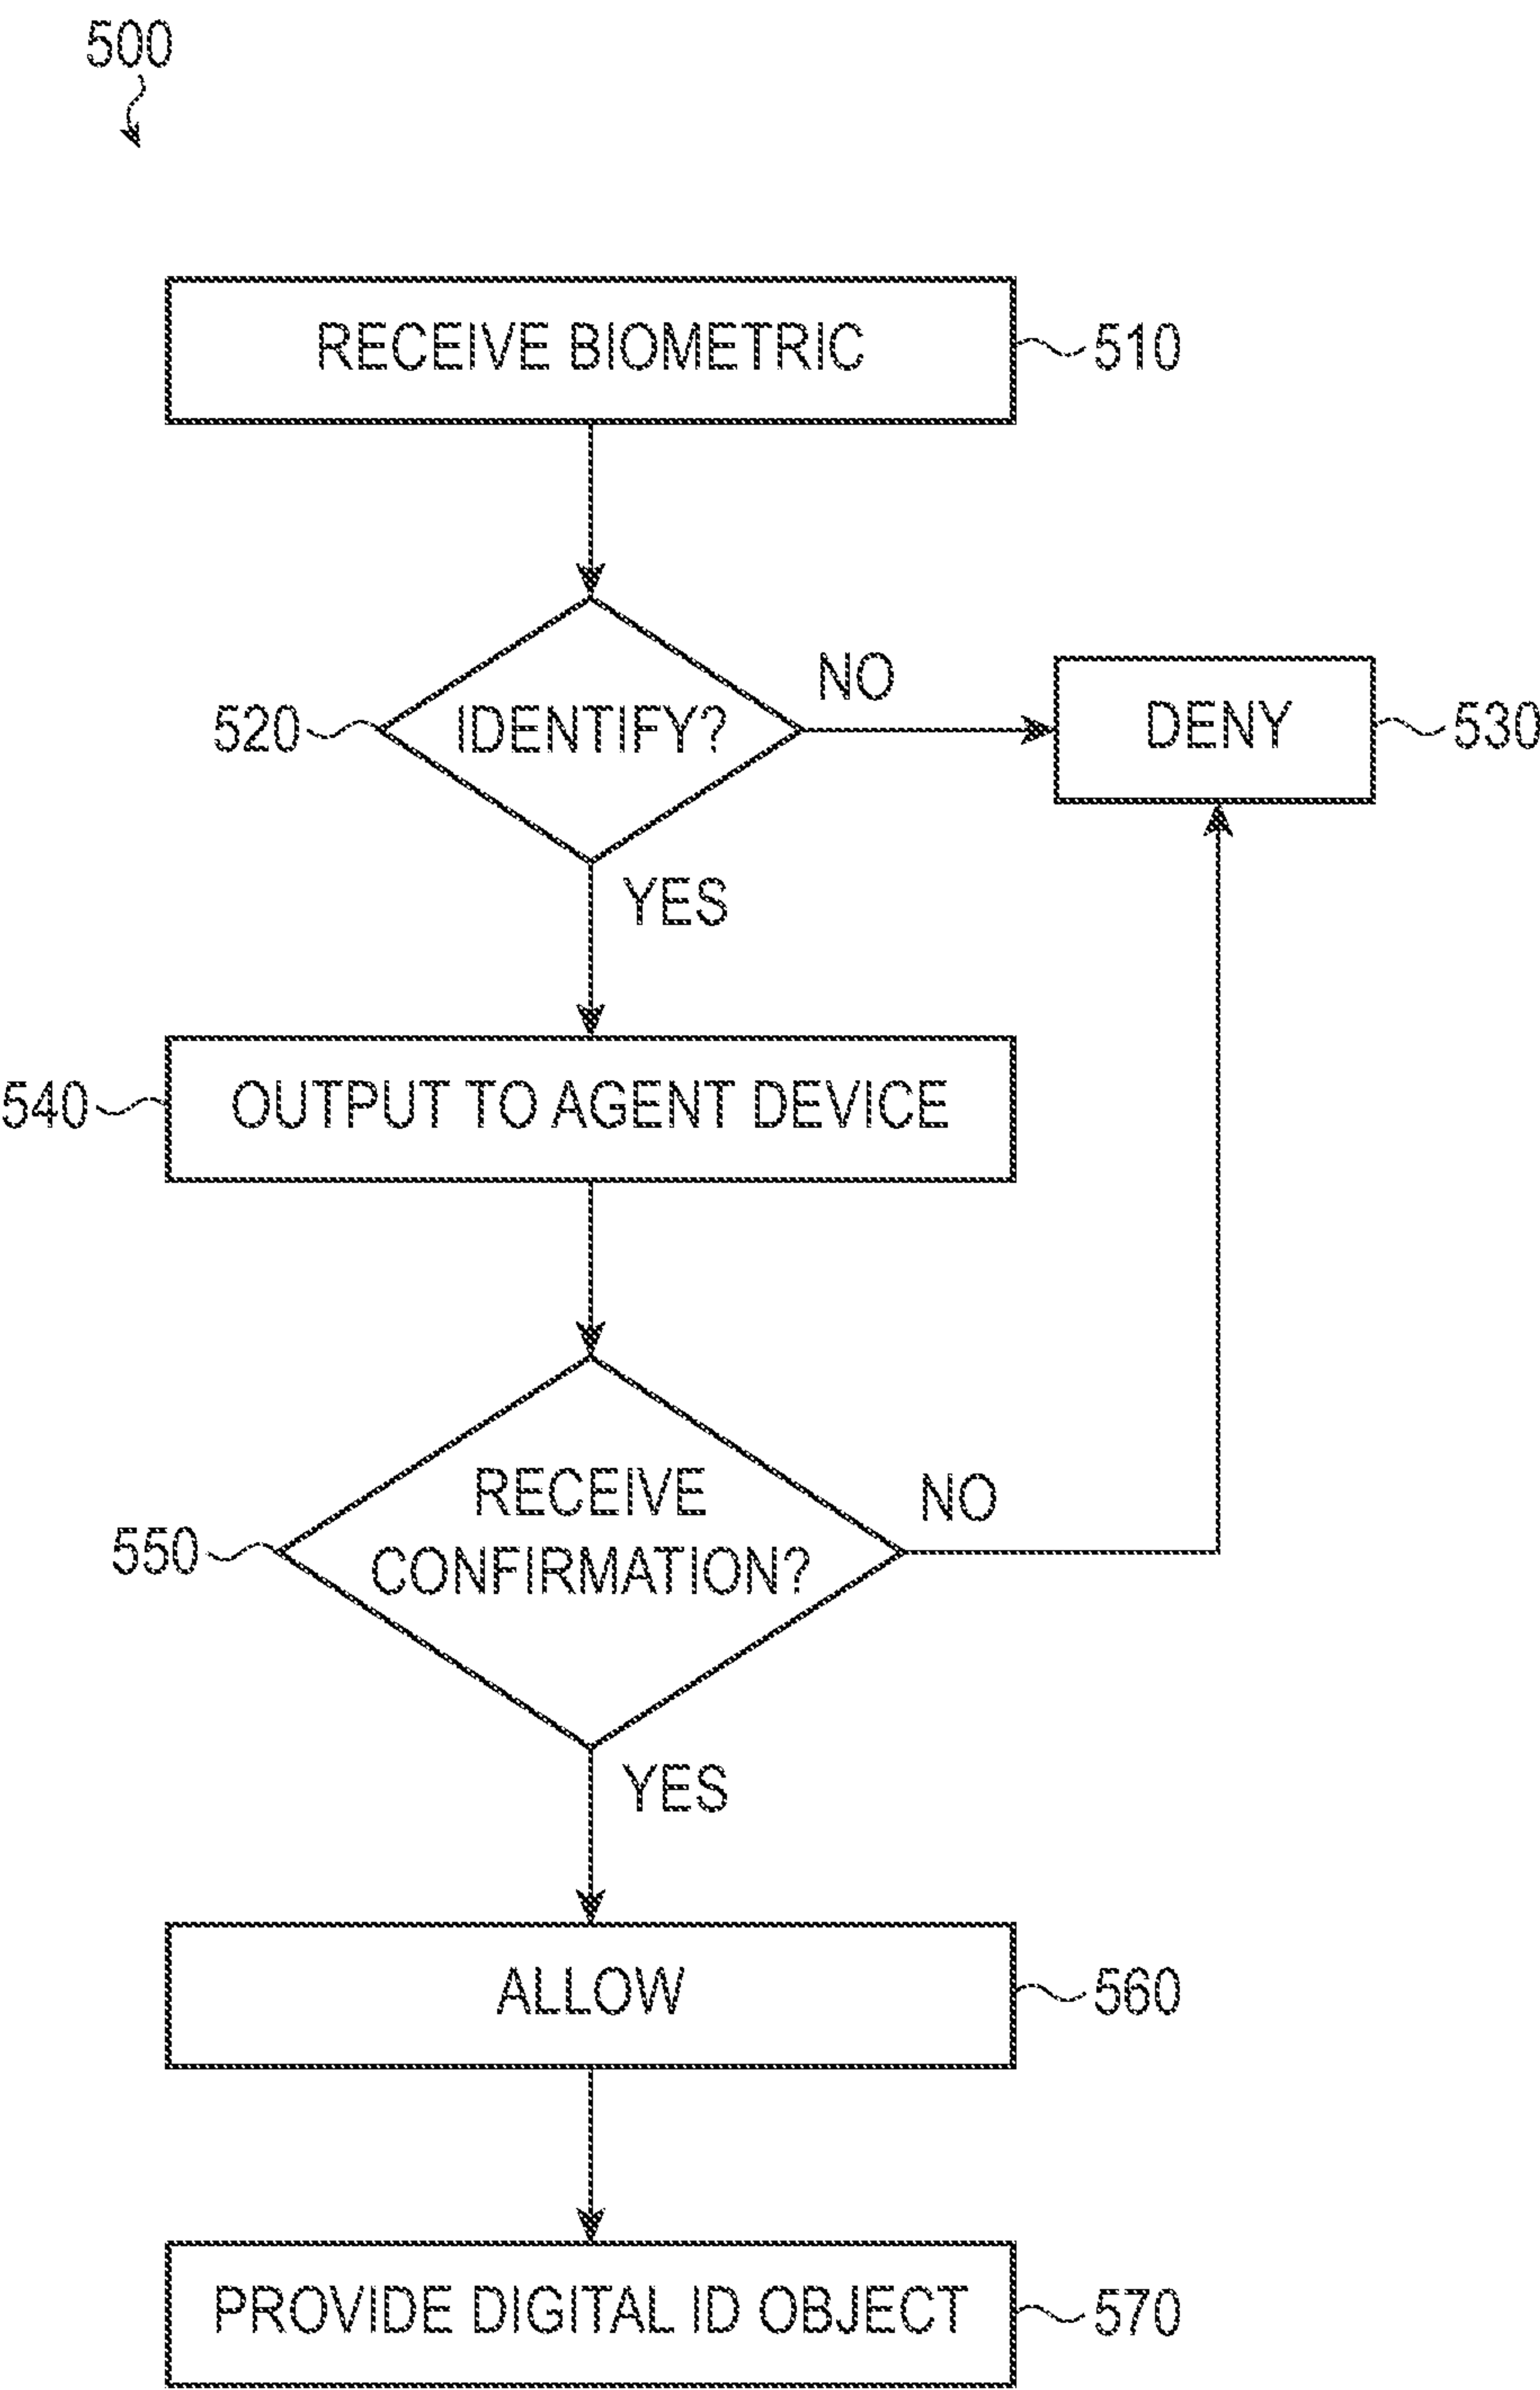 500
RECEIVE BIOMETRIC
510
NO
520
IDENTIFY?
DENY
530
YES
540
OUTPUT TO AGENT DEVICE
RECEIVE
CONFIRMATION?
NO
550
YES
ALLOW
560
PROVIDE DIGITAL ID OBJECT
570